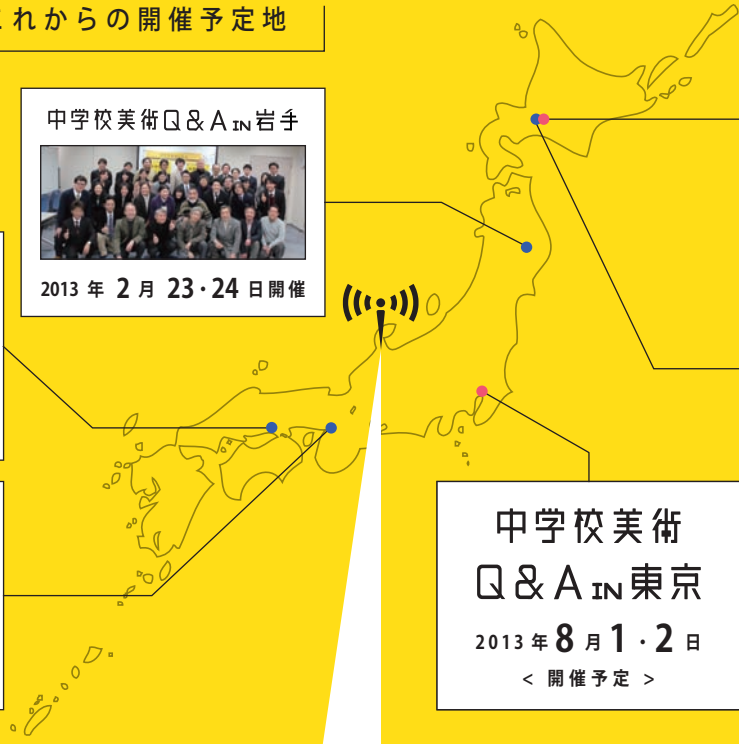 これからの開催予定地
中学校美術Q&A IN 岩手
2013 年 2 月 23・24 日開催
中学校美術
Q&A IN 東京
2013 年 8 月 1・2 日
< 開催予定 >